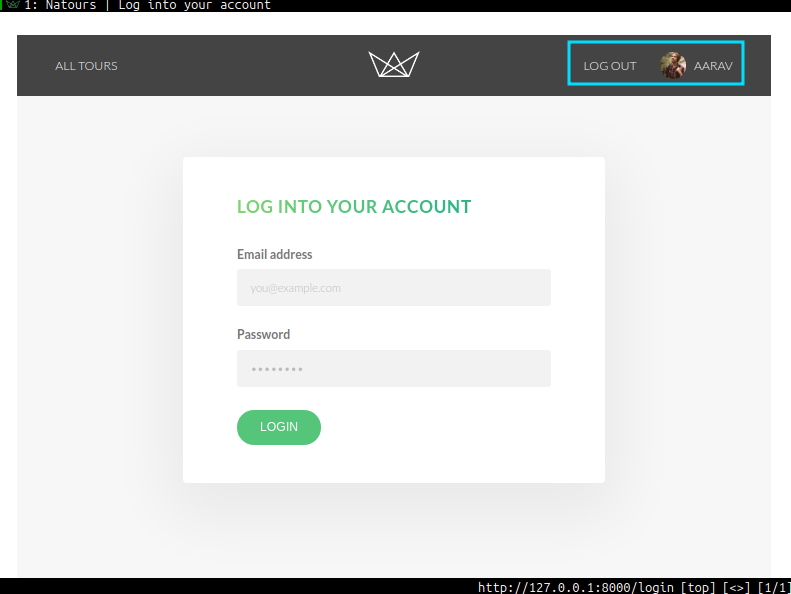 1: Natours | Log into your account
ALL TOURS
LOG OUT
AARAV
LOG INTO YOUR ACCOUNT
Email address
you@example.com
Password
••••••••
LOGIN
http://127.0.0.1:8000/login [top] [<>] [1/1]